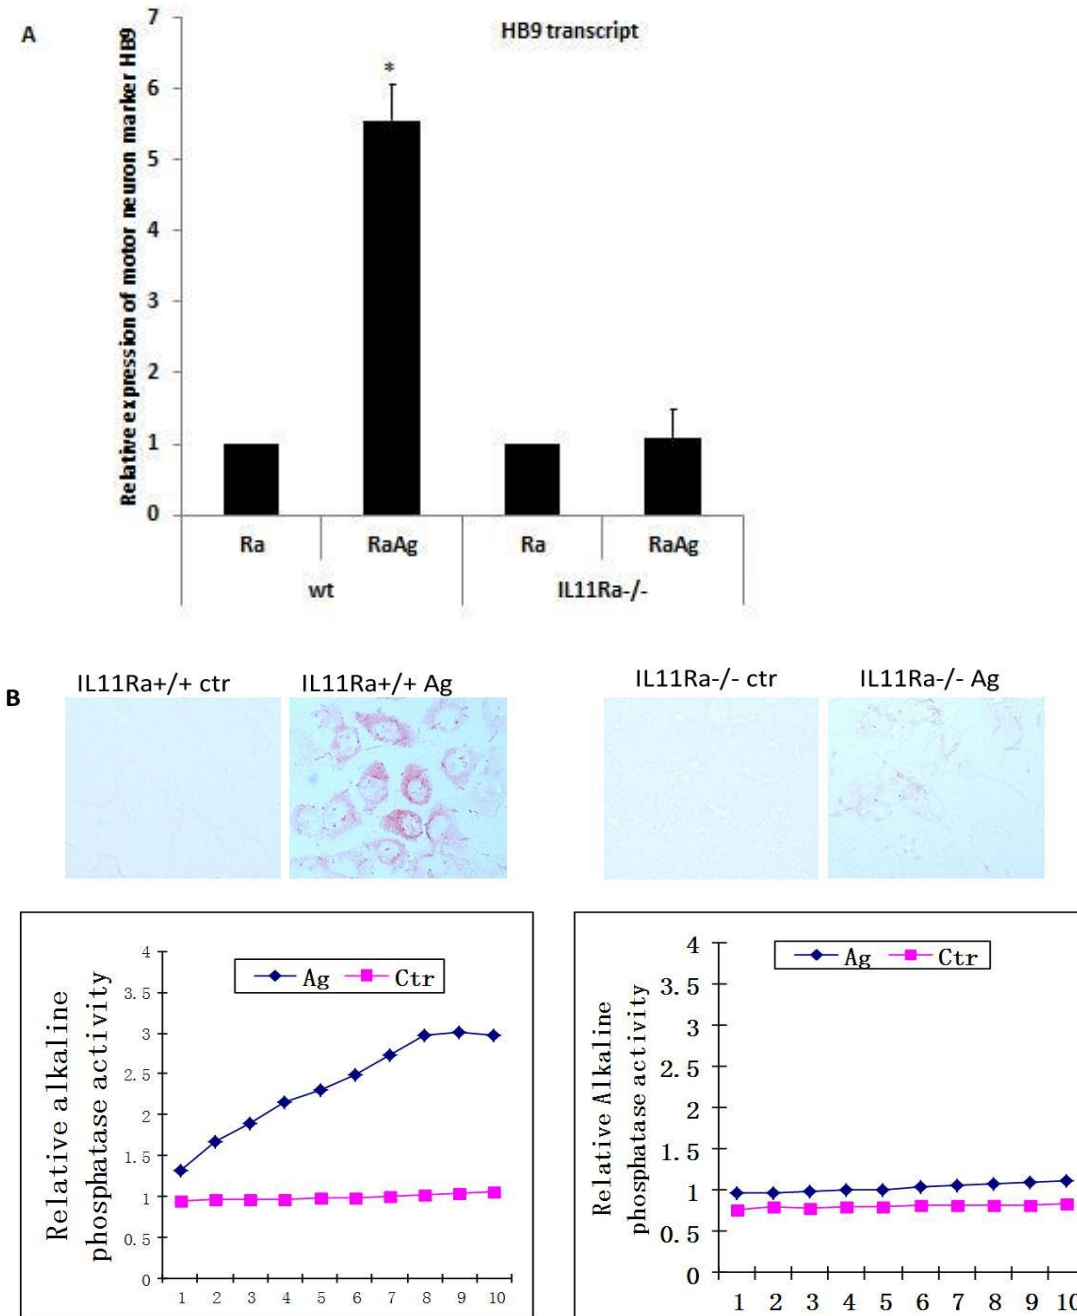 A
HB9 transcript
Relative expression of motor neuron marker HB9
7
6
5
4
3
2
1
0
*
Ra RaAg Ra RaAg
wt IL11Ra-/-
B
IL11Ra+/+ ctr IL11Ra+/+ Ag IL11Ra-/- ctr IL11Ra-/- Ag
Relative alkaline
phosphatase activity
4
3.5
3
2.5
2
1.5
1
0.5
0
Ag Ctr
1 2 3 4 5 6 7 8 9 10
Relative Alkaline
phosphatase activity
4
3.5
3
2.5
2
1.5
1
0.5
0
Ag Ctr
1 2 3 4 5 6 7 8 9 10